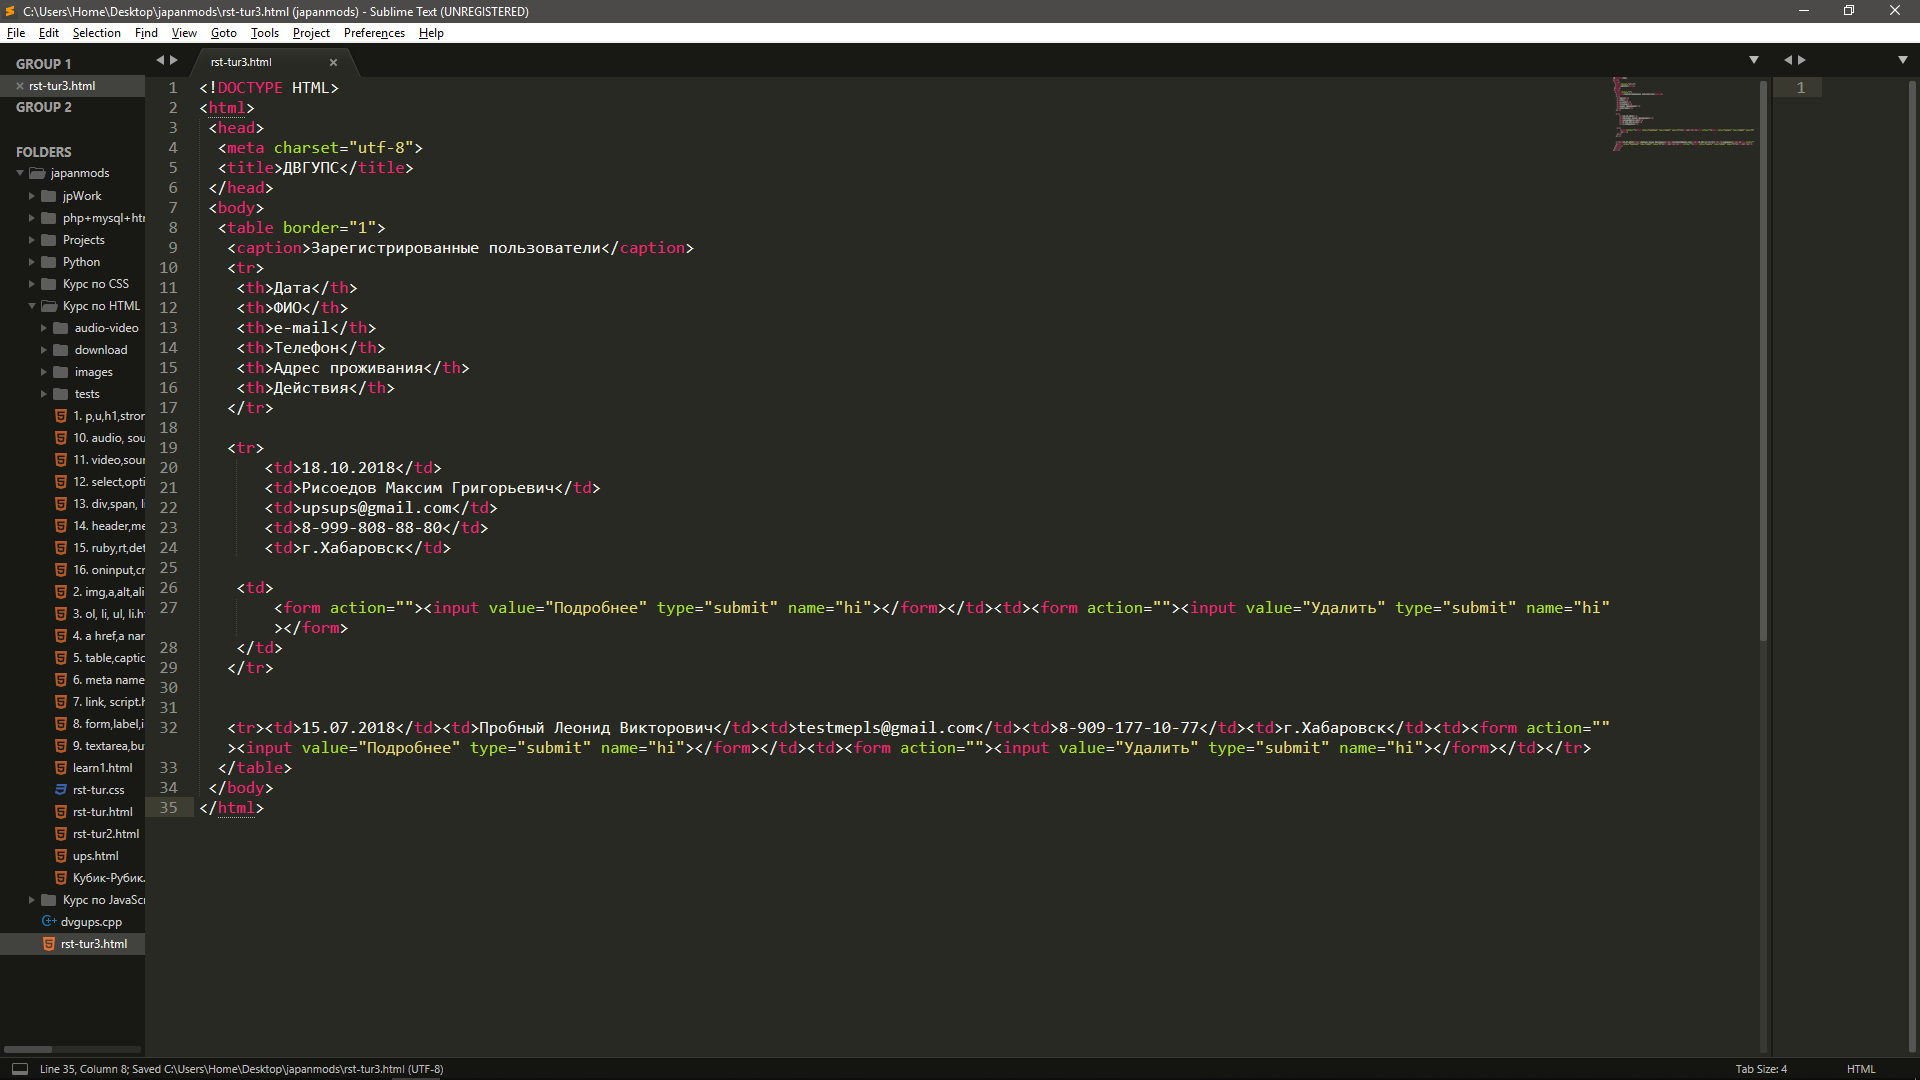 C:\Users\Home\Desktop\japanmods\rst-tur3.html (japanmods) - Sublime Text (UNREGISTERED)
File Edit Selection Find View Goto Tools Project Preferences Help
GROUP 1
rst-tur3.html
GROUP 2
FOLDERS
japanmods
jpWork
php+mysql+htr
Projects
Python
Курс по CSS
Курс по HTML
audio-video
download
images
tests
1. p,u,h1,stror
10. audio, sou
11. video,sour
12. select,opti
13. div,span, l
14. header,me
15. ruby,rt,det
16. oninput,cr
2. img,a,alt,ali
3. ol, li, ul, li.h
4. a href,a nar
5. table,captic
6. meta name
7. link, script.h
8. form,label,i
9. textarea,bu
learn1.html
rst-tur.css
rst-tur.html
rst-tur2.html
ups.html
Кубик-Рубик.
Курс по JavaScr
dvgups.cpp
rst-tur3.html
rst-tur3.html
1 <!DOCTYPE HTML>
2 <html>
3 <head>
4 <meta charset="utf-8">
5 <title>ДВГУПС</title>
6 </head>
7 <body>
8 <table border="1">
9 <caption>Зарегистрированные пользователи</caption>
10 <tr>
11 <th>Дата</th>
12 <th>ФИО</th>
13 <th>e-mail</th>
14 <th>Телефон</th>
15 <th>Адрес проживания</th>
16 <th>Действия</th>
17 </tr>
18
19 <tr>
20 <td>18.10.2018</td>
21 <td>Рисоедов Максим Григорьевич</td>
22 <td>upsups@gmail.com</td>
23 <td>8-999-808-88-80</td>
24 <td>г.Хабаровск</td>
25
26 <td>
27 <form action=""><input value="Подробнее" type="submit" name="hi"></form></td><td><form action=""><input value="Удалить" type="submit" name="hi"
></form>
28 </td>
29 </tr>
30
31
32 <tr><td>15.07.2018</td><td>Пробный Леонид Викторович</td><td>testmepls@gmail.com</td><td>8-909-177-10-77</td><td>г.Хабаровск</td><td><form action=""
><input value="Подробнее" type="submit" name="hi"></form></td><td><form action=""><input value="Удалить" type="submit" name="hi"></form></td></tr>
33 </table>
34 </body>
35 </html>
1
Line 35, Column 8; Saved C:\Users\Home\Desktop\japanmods\rst-tur3.html (UTF-8)
Tab Size: 4
HTML